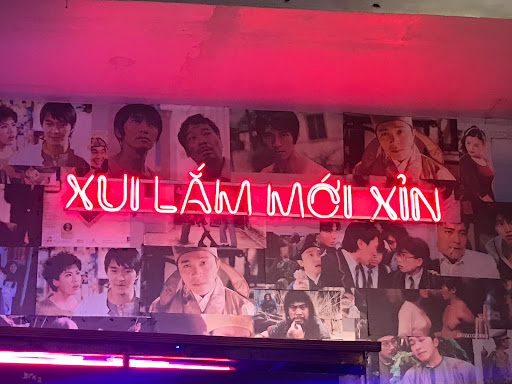 XUI LẮM MỚI XỈN